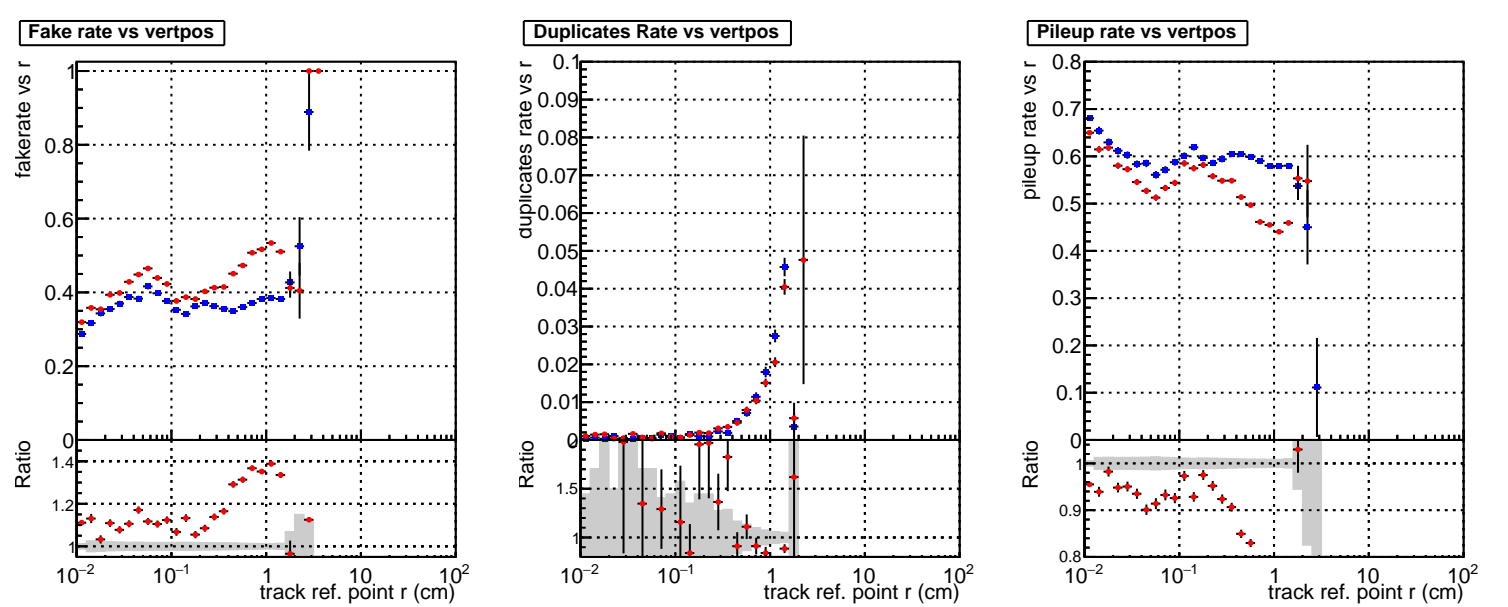 Fake rate vs vertpos
fakerate vs r
1
0.8
0.6
0.4
0.2
0
Ratio
1.4
1.2
1
10⁻² 10⁻¹ 1 10 10²
track ref. point r (cm)
Duplicates Rate vs vertpos
duplicates rate vs r
0.1
0.09
0.08
0.07
0.06
0.05
0.04
0.03
0.02
0.01
0
Ratio
1.5
1
10⁻² 10⁻¹ 1 10 10²
track ref. point r (cm)
Pileup rate vs vertpos
pileup rate vs r
0.8
0.7
0.6
0.5
0.4
0.3
0.2
0.1
0
Ratio
1
0.9
0.8
10⁻² 10⁻¹ 1 10 10²
track ref. point r (cm)